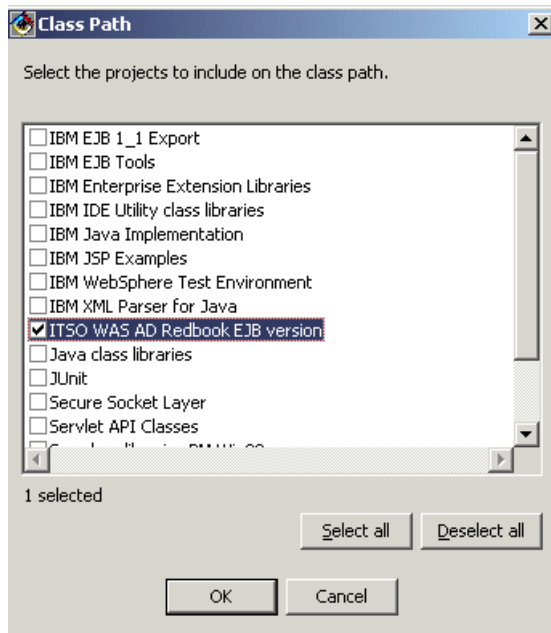 Class Path
Select the projects to include on the class path.
IBM EJB 1_1 Export
IBM EJB Tools
IBM Enterprise Extension Libraries
IBM IDE Utility class libraries
IBM Java Implementation
IBM JSP Examples
IBM WebSphere Test Environment
IBM XML Parser for Java
ITSO WAS AD Redbook EJB version
Java class libraries
JUnit
Secure Socket Layer
Servlet API Classes
1 selected
Select all
Deselect all
OK
Cancel